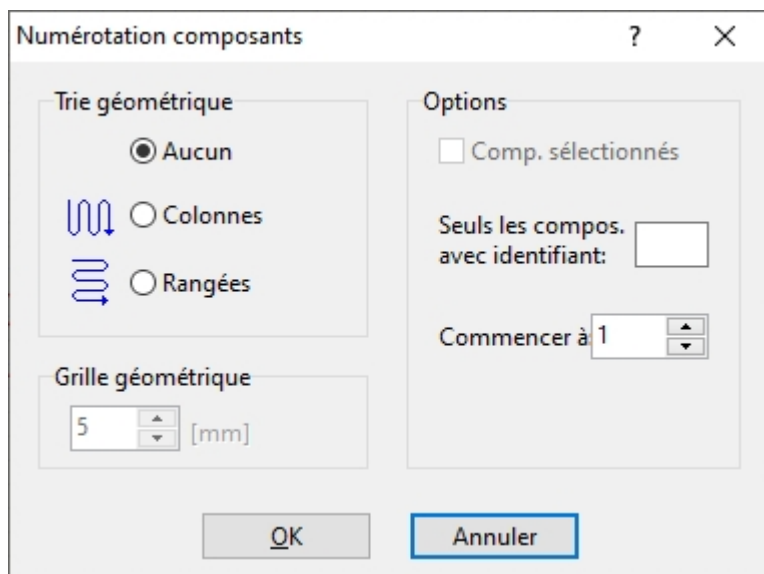 Numérotation composants
?
Trie géométrique
Aucun
Colonnes
Rangées
Grille géométrique
5
[mm]
Options
Comp. sélectionnés
Seuls les compos.
avec identifiant:
Commencer à:
1
OK
Annuler